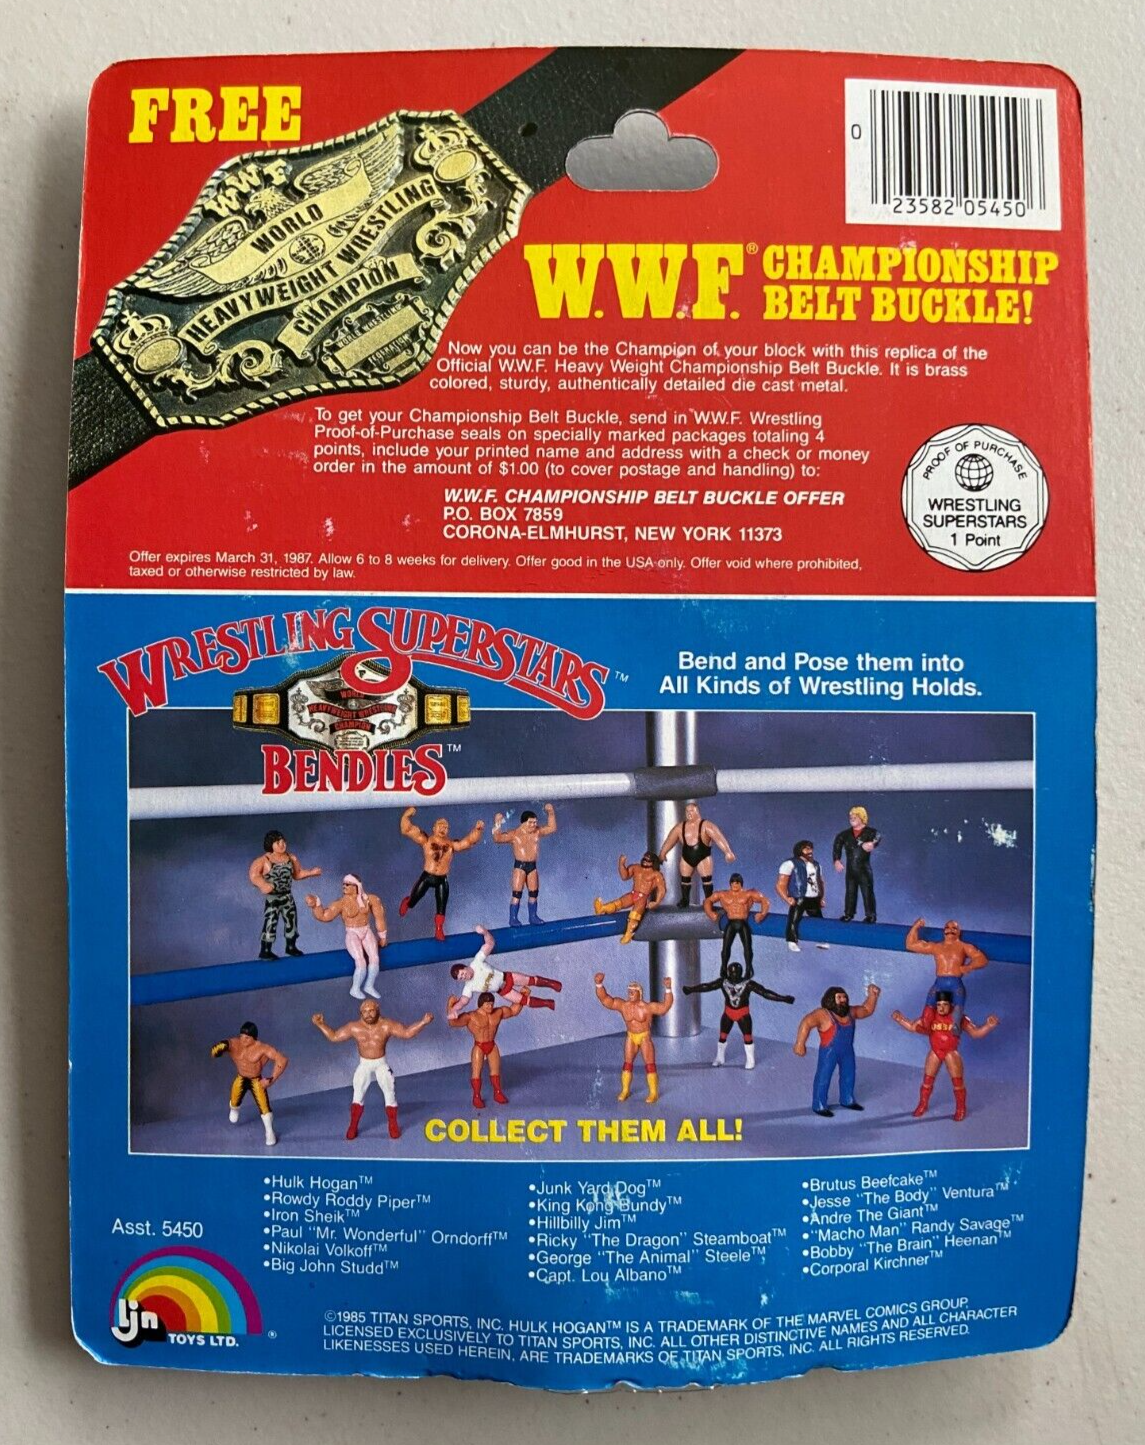 FREE
WWF
WORLD
HEAVYWEIGHT WRESTLING
CHAMPION
0
23582 05450
W.W.F.® CHAMPIONSHIP
BELT BUCKLE!
Now you can be the Champion of your block with this replica of the
Official W.W.F. Heavy Weight Championship Belt Buckle. It is brass
colored, sturdy, authentically detailed die cast metal.
To get your Championship Belt Buckle, send in W.W.F. Wrestling
Proof-of-Purchase seals on specially marked packages totaling 4
points, include your printed name and address with a check or money
order in the amount of $1.00 (to cover postage and handling) to:
W.W.F. CHAMPIONSHIP BELT BUCKLE OFFER
P.O. BOX 7859
CORONA-ELMHURST, NEW YORK 11373
PROOF OF PURCHASE
WRESTLING
SUPERSTARS
1 Point
Offer expires March 31, 1987. Allow 6 to 8 weeks for delivery. Offer good in the USA only. Offer void where prohibited,
taxed or otherwise restricted by law.
WRESTLING SUPERSTARS™
WORLD
HEAVYWEIGHT WRESTLING
CHAMPION
BENDIES™
Bend and Pose them into
All Kinds of Wrestling Holds.
COLLECT THEM ALL!
•Hulk Hogan™
•Rowdy Roddy Piper™
•Iron Sheik™
•Paul "Mr. Wonderful" Orndorff™
•Nikolai Volkoff™
•Big John Studd™
•Junk Yard Dog™
•King Kong Bundy™
•Hillbilly Jim™
•Ricky "The Dragon" Steamboat™
•George "The Animal" Steele™
•Capt. Lou Albano™
•Brutus Beefcake™
•Jesse "The Body" Ventura™
•Andre The Giant™
•"Macho Man" Randy Savage™
•Bobby "The Brain" Heenan™
•Corporal Kirchner™
Asst. 5450
ljn
TOYS LTD. ®
©1985 TITAN SPORTS, INC. HULK HOGAN™ IS A TRADEMARK OF THE MARVEL COMICS GROUP
LICENSED EXCLUSIVELY TO TITAN SPORTS, INC. ALL OTHER DISTINCTIVE NAMES AND ALL CHARACTER
LIKENESSES USED HEREIN, ARE TRADEMARKS OF TITAN SPORTS, INC. ALL RIGHTS RESERVED.